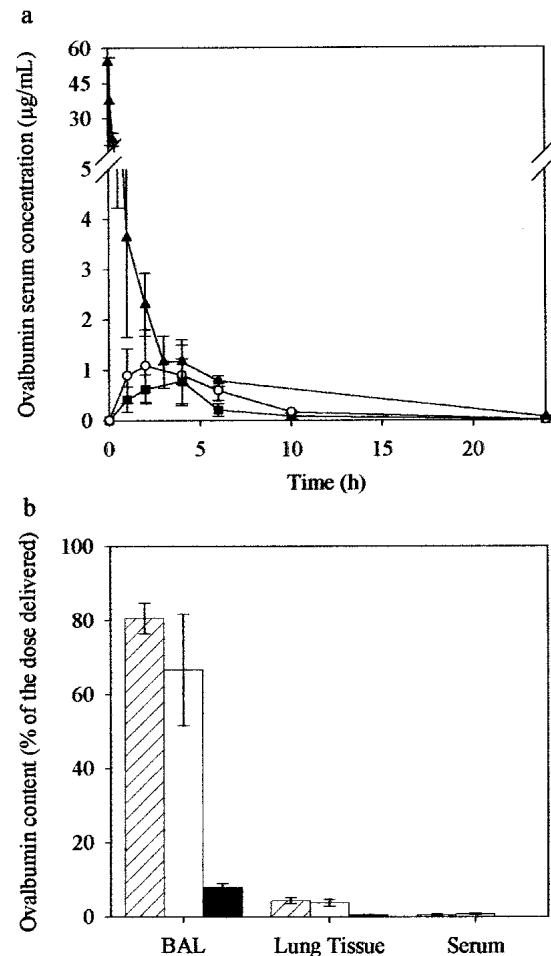 a
Ovalbumin serum concentration (µg/mL)
60
45
30
5
4
3
2
1
0
0 5 10 15 20
Time (h)
b
Ovalbumin content (% of the dose delivered)
100
80
60
40
20
0
BAL Lung Tissue Serum